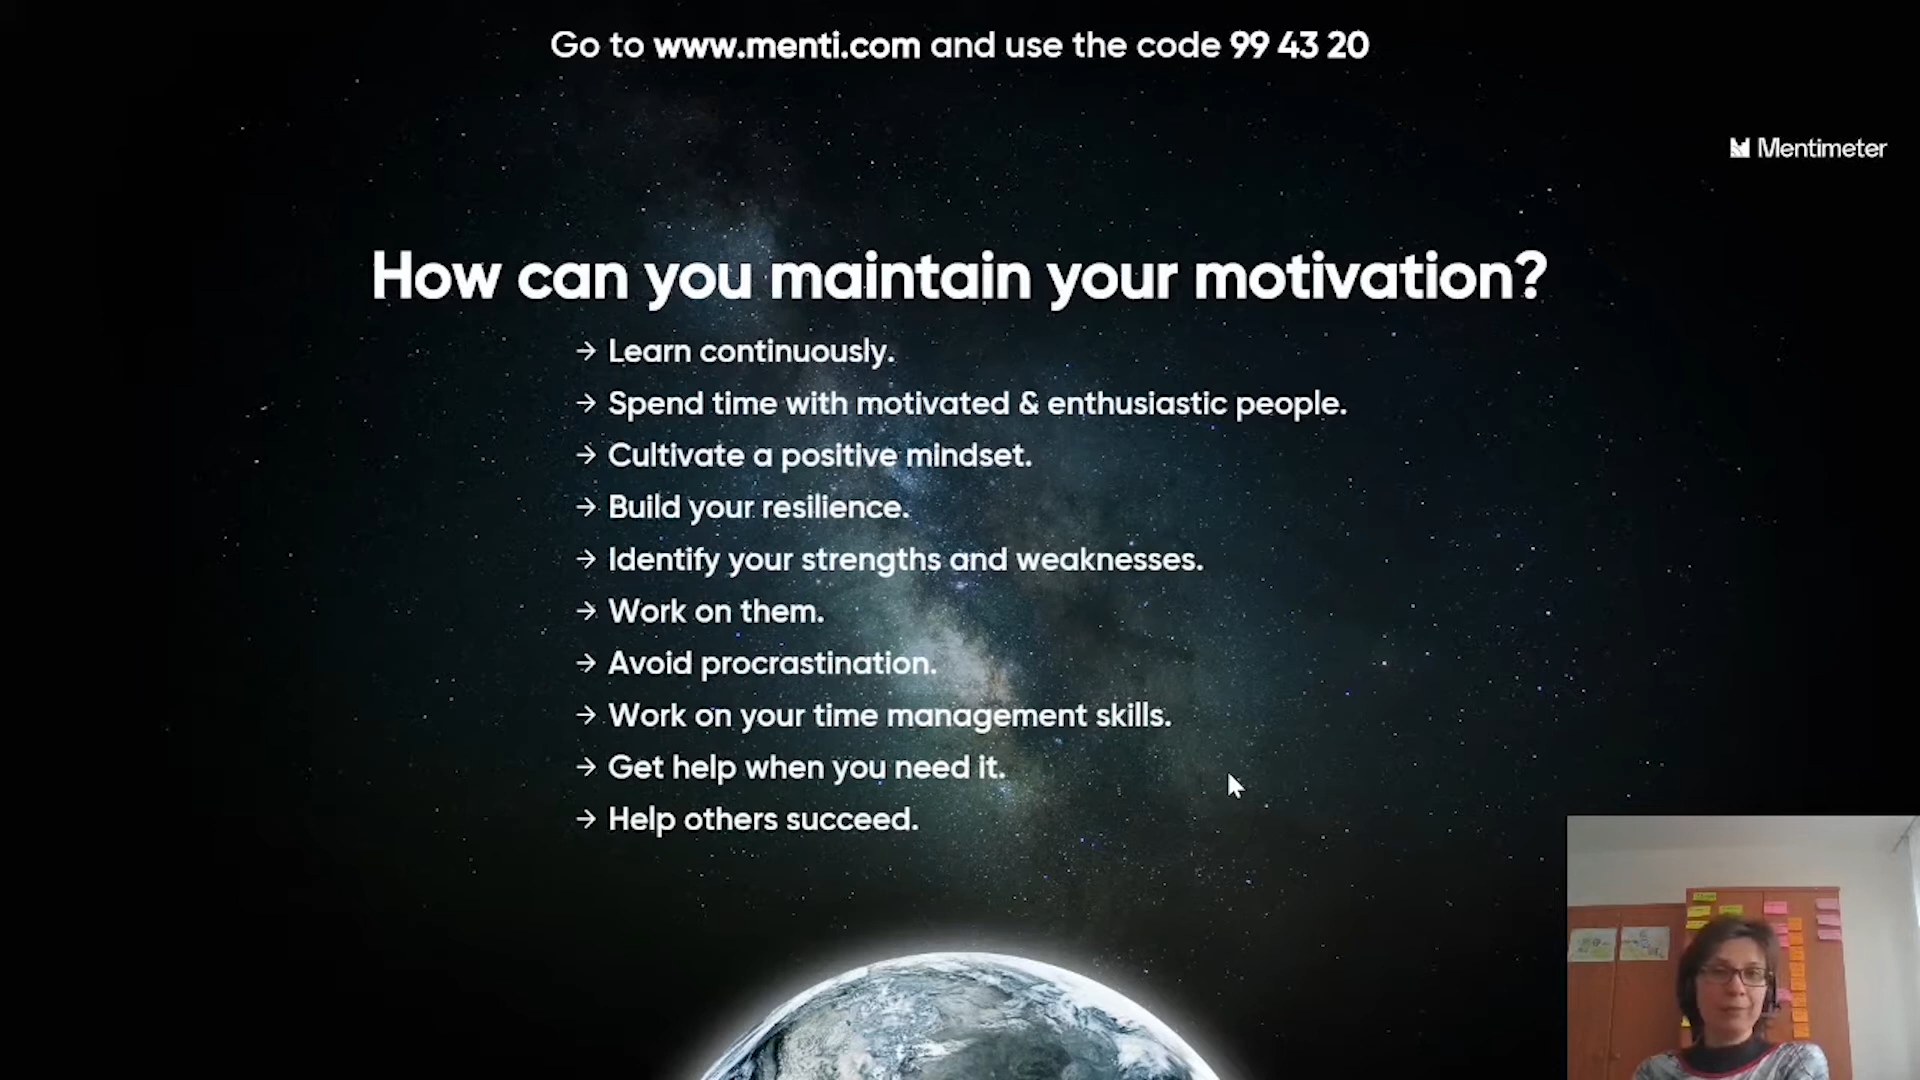 Go to www.menti.com and use the code 99 43 20
Mentimeter
How can you maintain your motivation?
→ Learn continuously.
→ Spend time with motivated & enthusiastic people.
→ Cultivate a positive mindset.
→ Build your resilience.
→ Identify your strengths and weaknesses.
→ Work on them.
→ Avoid procrastination.
→ Work on your time management skills.
→ Get help when you need it.
→ Help others succeed.